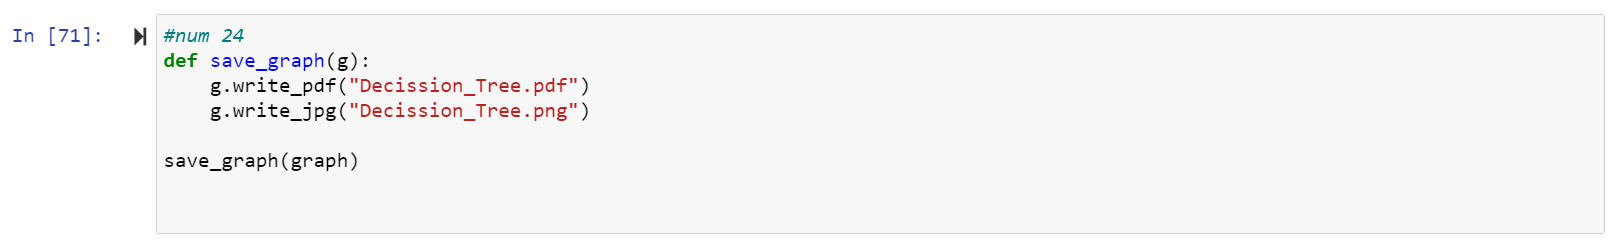 In [71]:
#num 24
def save_graph(g):
    g.write_pdf("Decission_Tree.pdf")
    g.write_jpg("Decission_Tree.png")
save_graph(graph)